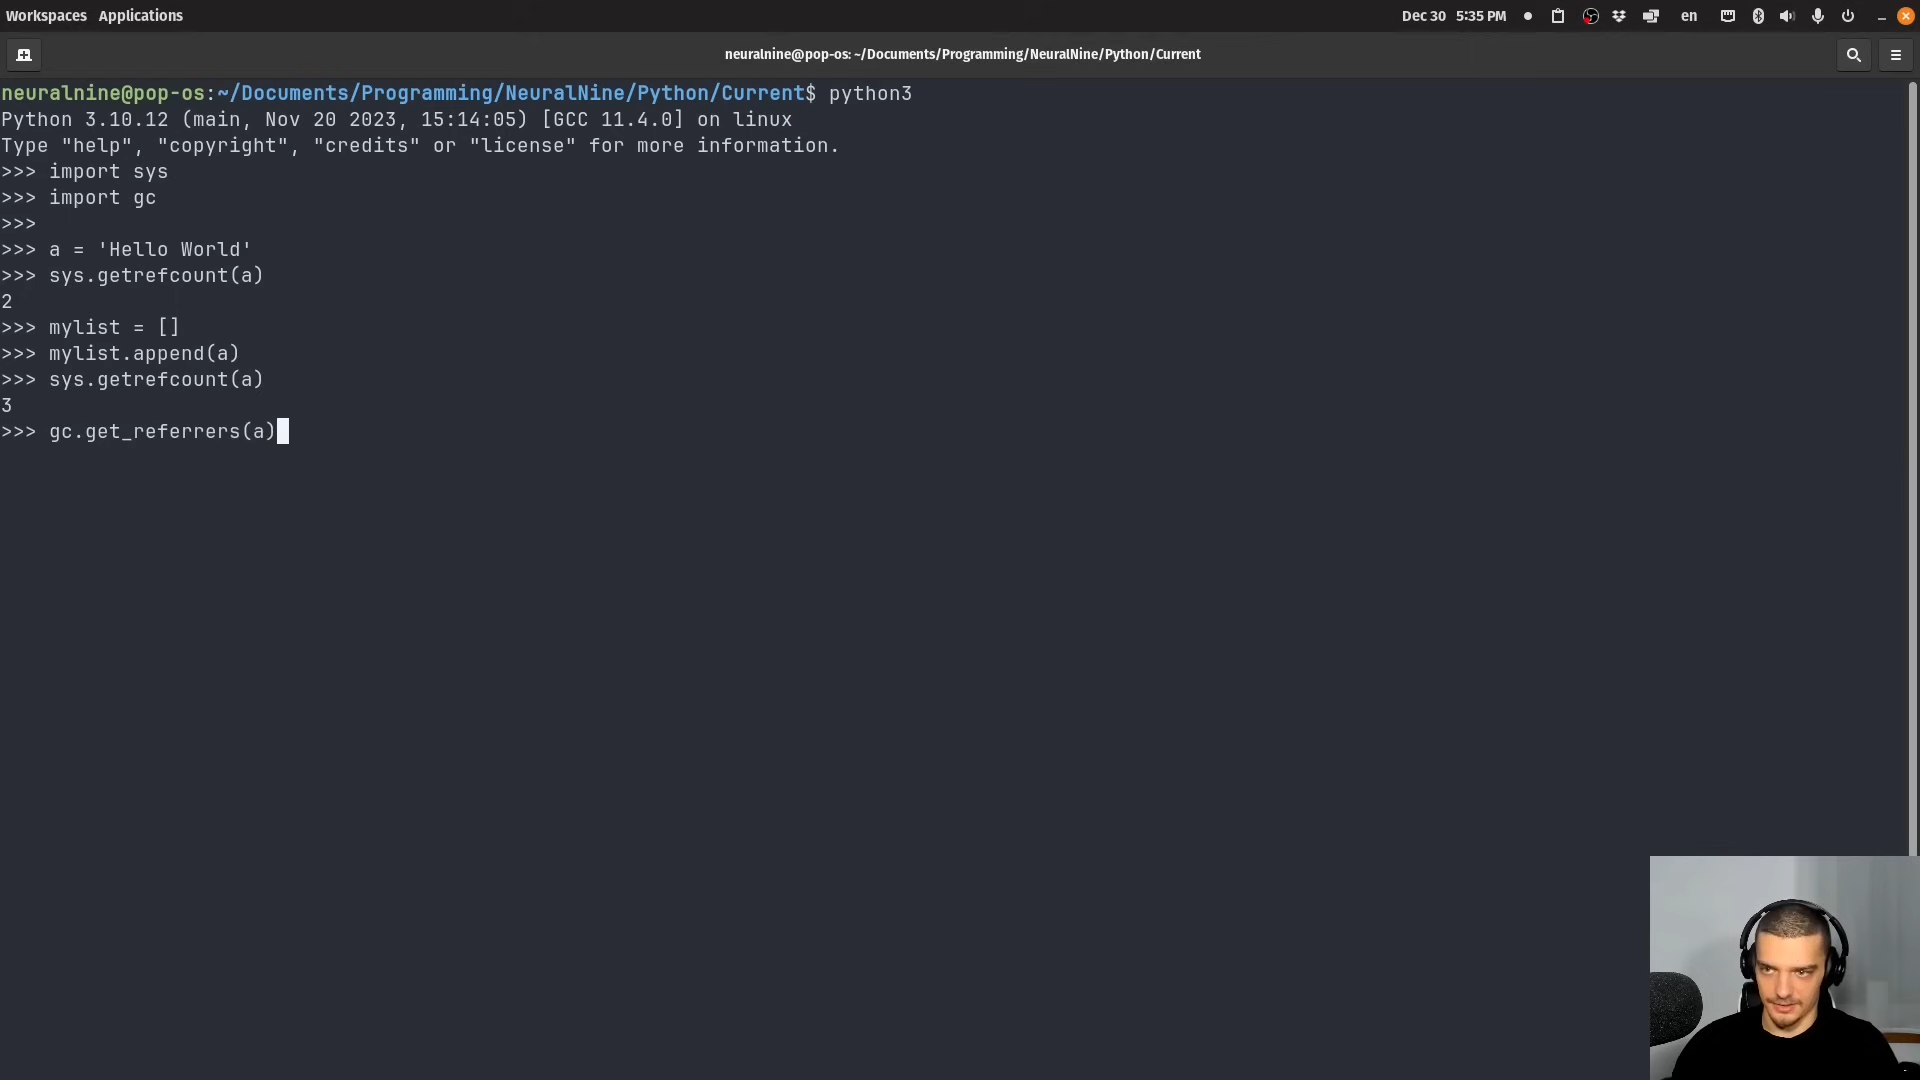 Workspaces Applications Dec 30 5:35 PM en
neuralnine@pop-os: ~/Documents/Programming/NeuralNine/Python/Current
neuralnine@pop-os:~/Documents/Programming/NeuralNine/Python/Current$ python3
Python 3.10.12 (main, Nov 20 2023, 15:14:05) [GCC 11.4.0] on linux
Type "help", "copyright", "credits" or "license" for more information.
>>> import sys
>>> import gc
>>>
>>> a = 'Hello World'
>>> sys.getrefcount(a)
2
>>> mylist = []
>>> mylist.append(a)
>>> sys.getrefcount(a)
3
>>> gc.get_referrers(a)